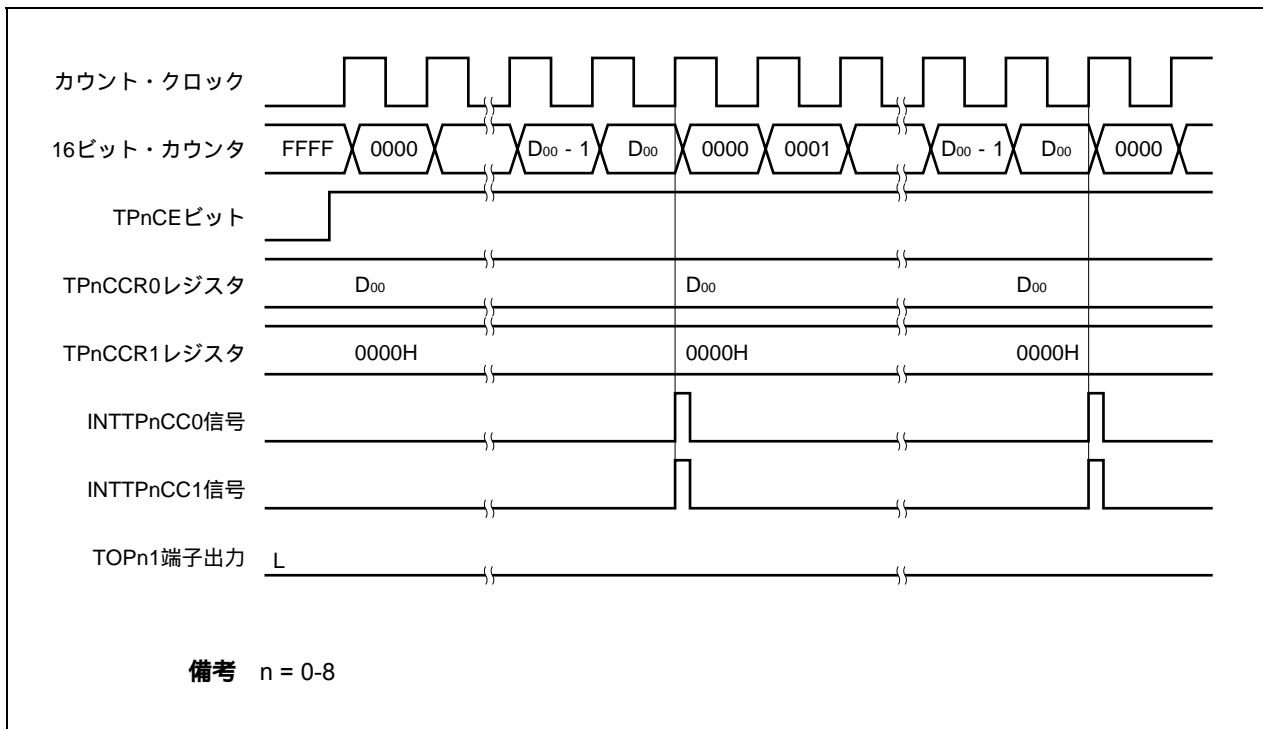 カウント・クロック
16ビット・カウンタ FFFF 0000 D00 - 1 D00 0000 0001 D00 - 1 D00 0000
TPnCEビット
TPnCCR0レジスタ D00 D00 D00
TPnCCR1レジスタ 0000H 0000H 0000H
INTTPnCC0信号
INTTPnCC1信号
TOPn1端子出力 L
備考 n = 0-8